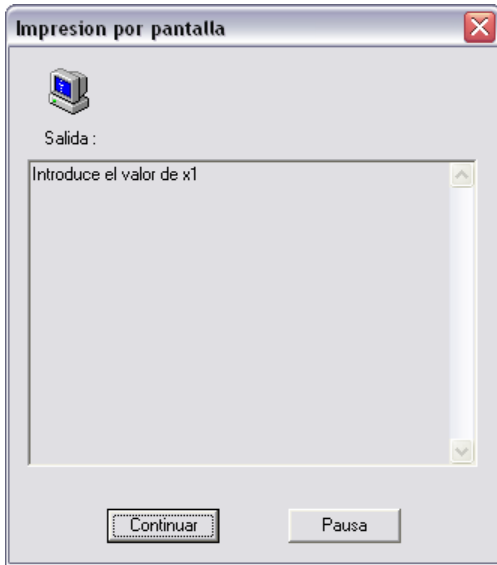 Impresion por pantalla
Salida :
Introduce el valor de x1
Continuar
Pausa